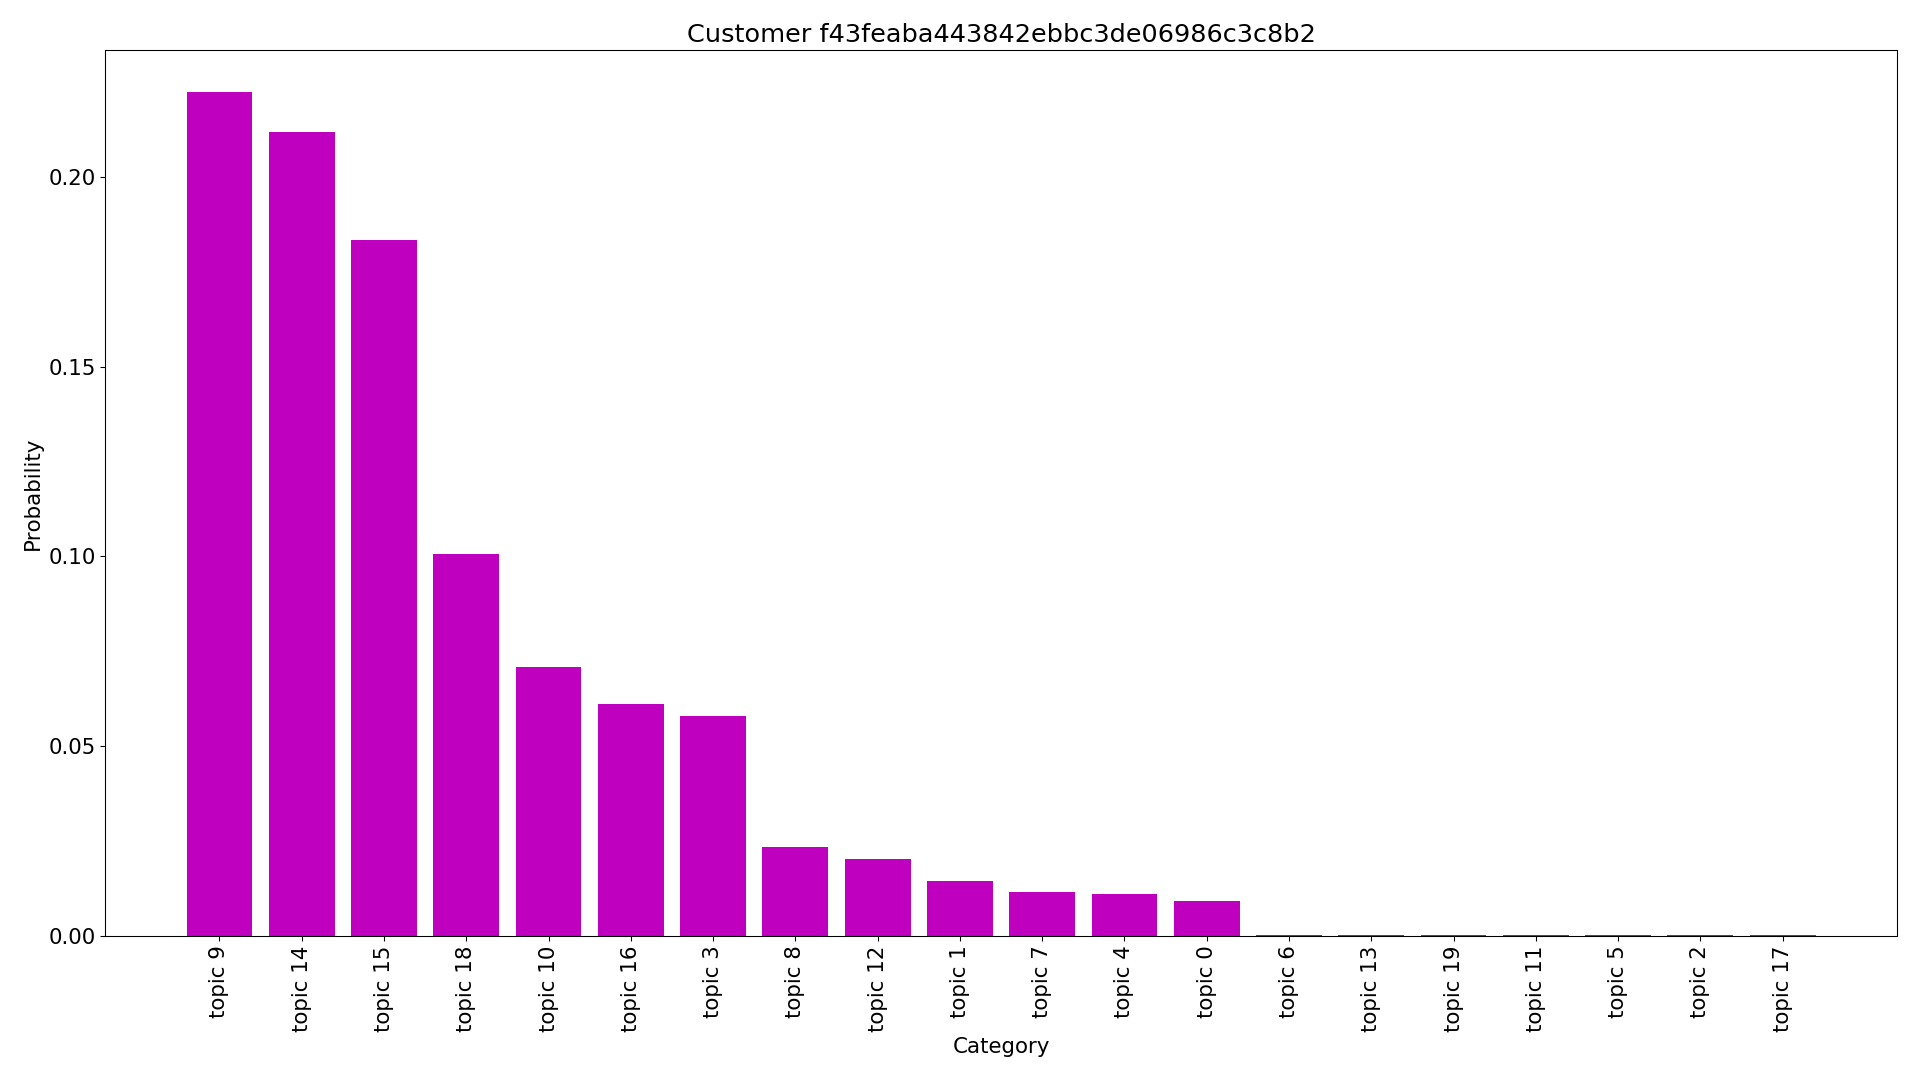 Customer f43feaba443842ebbc3de06986c3c8b2
Probability
0.20
0.15
0.10
0.05
0.00
topic 9
topic 14
topic 15
topic 18
topic 10
topic 16
topic 3
topic 8
topic 12
topic 1
topic 7
topic 4
topic 0
topic 6
topic 13
topic 19
topic 11
topic 5
topic 2
topic 17
Category